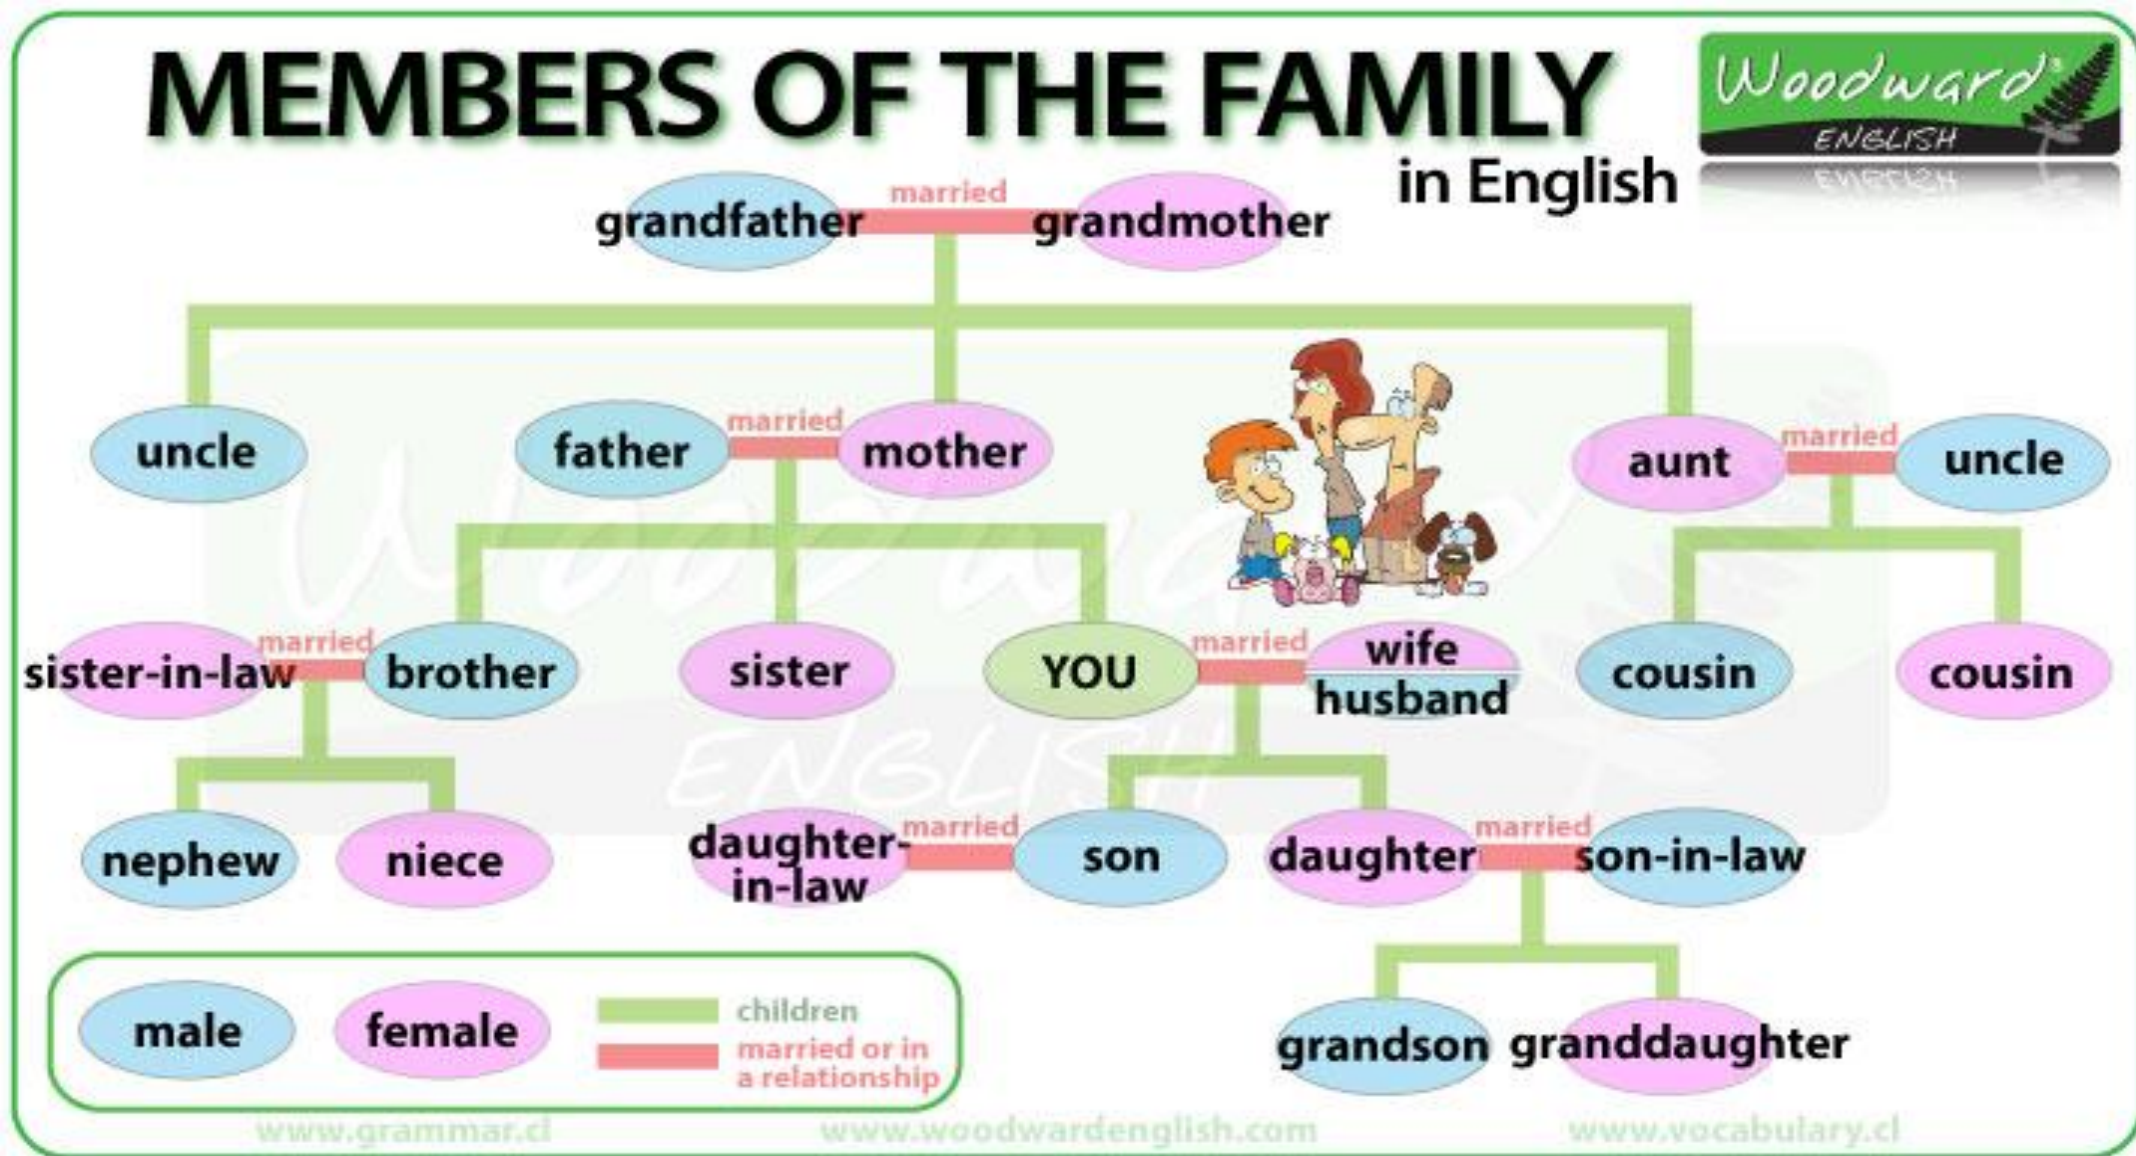 MEMBERS OF THE FAMILY
in English
Woodward®
ENGLISH
grandfather married grandmother
uncle father married mother aunt married uncle
sister-in-law married brother sister YOU married wife cousin cousin
husband
nephew niece daughter- married son daughter married son-in-law
in-law
grandson granddaughter
male female children
married or in
a relationship
www.grammar.cl www.woodwardenglish.com www.vocabulary.cl
Woodward
ENGLISH